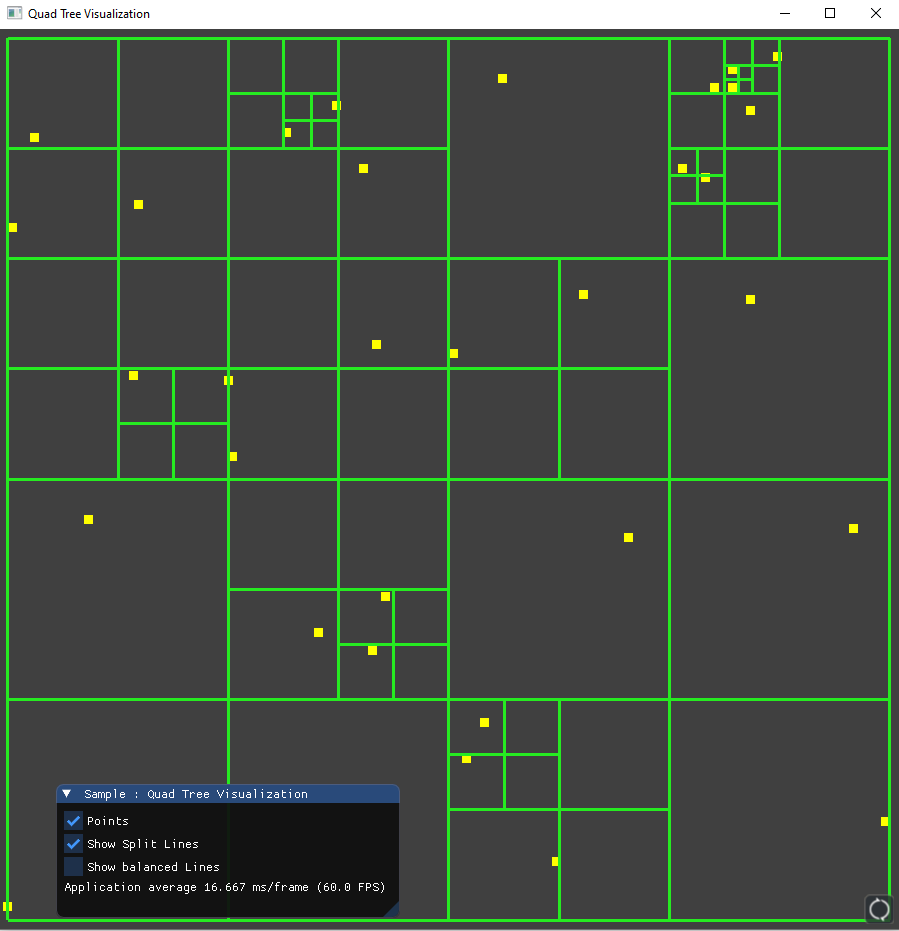 Quad Tree Visualization
Sample : Quad Tree Visualization
Points
Show Split Lines
Show balanced Lines
Application average 16.667 ms/frame (60.0 FPS)